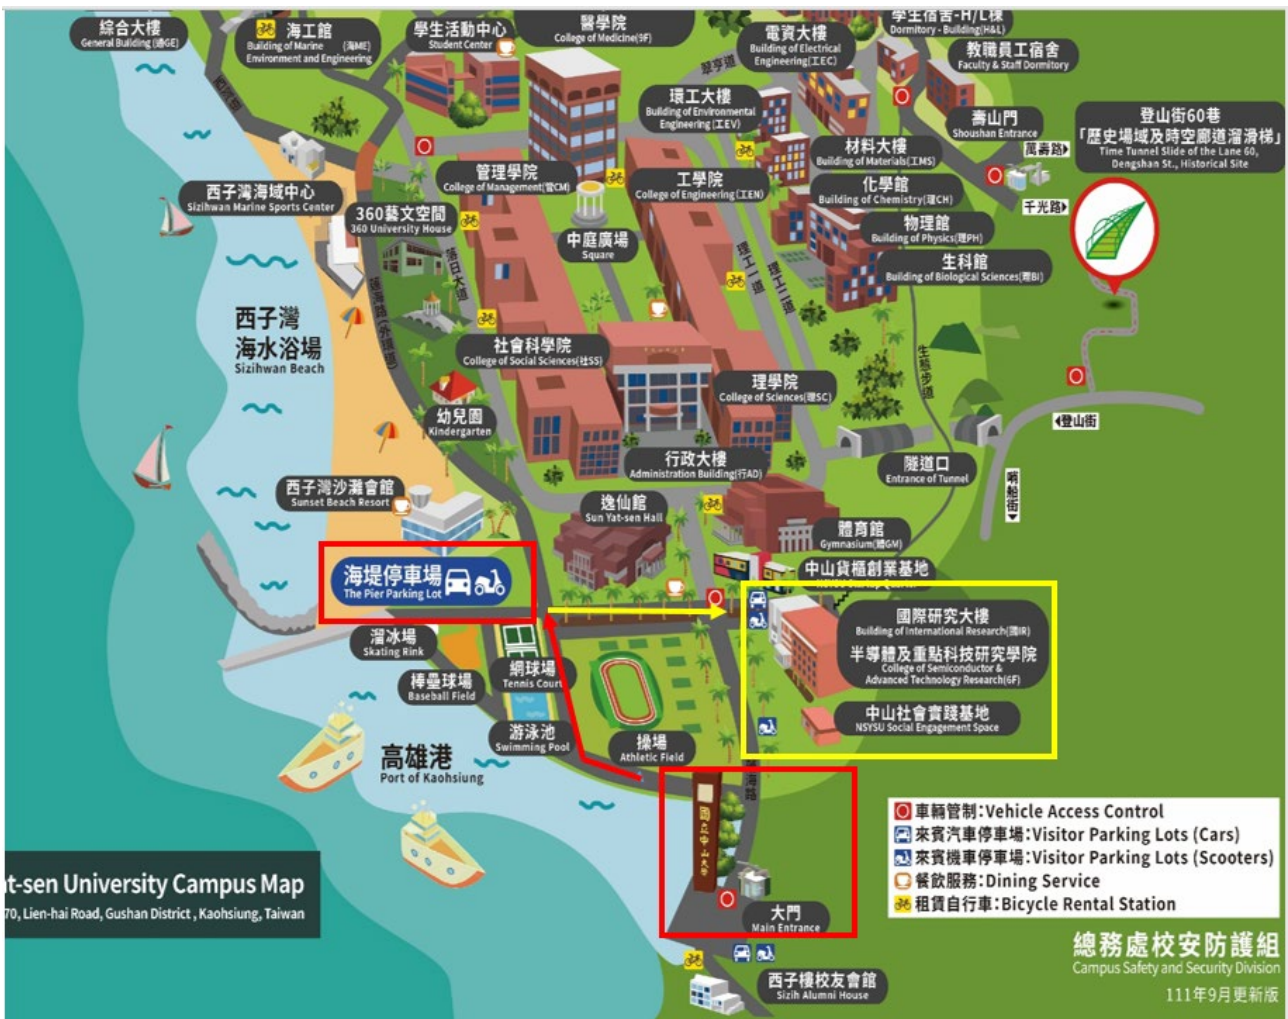 綜合大樓
General Building (通GE)
海工館
Building of Marine (海ME)
Environment and Engineering
學生活動中心
Student Center
醫學院
College of Medicine(9F)
電資大樓
Building of Electrical
Engineering(工EC)
學生宿舍-H/L棟
Dormitory - Building(H&L)
教職員工宿舍
Faculty & Staff Dormitory
翠亨道
環工大樓
Building of Environmental
Engineering (工EV)
壽山門
Shoushan Entrance
萬壽路
千光路
登山街60巷
「歷史場域及時空廊道溜滑梯」
Time Tunnel Slide of the Lane 60,
Dengshan St., Historical Site
材料大樓
Building of Materials(工MS)
管理學院
College of Management(管CM)
工學院
College of Engineering (工EN)
化學館
Building of Chemistry(理CH)
西子灣海域中心
Sizihwan Marine Sports Center
360藝文空間
360 University House
中庭廣場
Square
物理館
Building of Physics(理PH)
生科館
Building of Biological Sciences(理BI)
落日大道
理工一道
理工二道
蓮海路(外環道)
西子灣
海水浴場
Sizihwan Beach
社會科學院
College of Social Sciences(社SS)
理學院
College of Sciences(理SC)
生態步道
幼兒園
Kindergarten
登山街
行政大樓
Administration Building(行AD)
隧道口
Entrance of Tunnel
哨船街
西子灣沙灘會館
Sunset Beach Resort
逸仙館
Sun Yat-sen Hall
體育館
Gymnasium(體GM)
中山貨櫃創業基地
海堤停車場
The Pier Parking Lot
國際研究大樓
Building of International Research(國IR)
半導體及重點科技研究學院
College of Semiconductor &
Advanced Technology Research(6F)
溜冰場
Skating Rink
棒壘球場
Baseball Field
網球場
Tennis Court
中山社會實踐基地
NSYSU Social Engagement Space
游泳池
Swimming Pool
操場
Athletic Field
高雄港
Port of Kaohsiung
海路
國立中山大學
大門
Main Entrance
車輛管制:Vehicle Access Control
來賓汽車停車場:Visitor Parking Lots (Cars)
來賓機車停車場:Visitor Parking Lots (Scooters)
餐飲服務:Dining Service
租賃自行車:Bicycle Rental Station
t-sen University Campus Map
70, Lien-hai Road, Gushan District , Kaohsiung, Taiwan
西子樓校友會館
Sizih Alumni House
總務處校安防護組
Campus Safety and Security Division
111年9月更新版